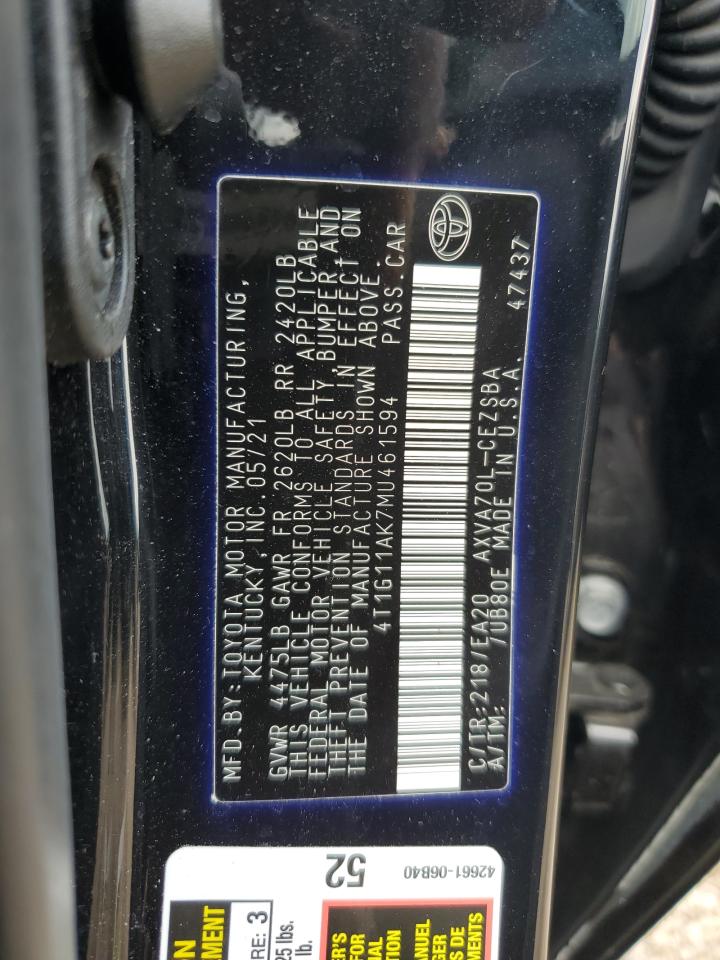 MFD. BY: TOYOTA MOTOR MANUFACTURING,
KENTUCKY, INC. 05/21
GVWR 4475LB GAWR FR 2620LB RR 2420LB
THIS VEHICLE CONFORMS TO ALL APPLICABLE
FEDERAL MOTOR VEHICLE SAFETY, BUMPER AND
THEFT PREVENTION STANDARDS IN EFFECT ON
THE DATE OF MANUFACTURE SHOWN ABOVE.
4T1G11AK7MU461594 PASS. CAR
C/TR:218/EA20 AXVA70L-CEZSBA
A/TM: /UB80E MADE IN U.S.A. 47437
52
42661-06B40
3